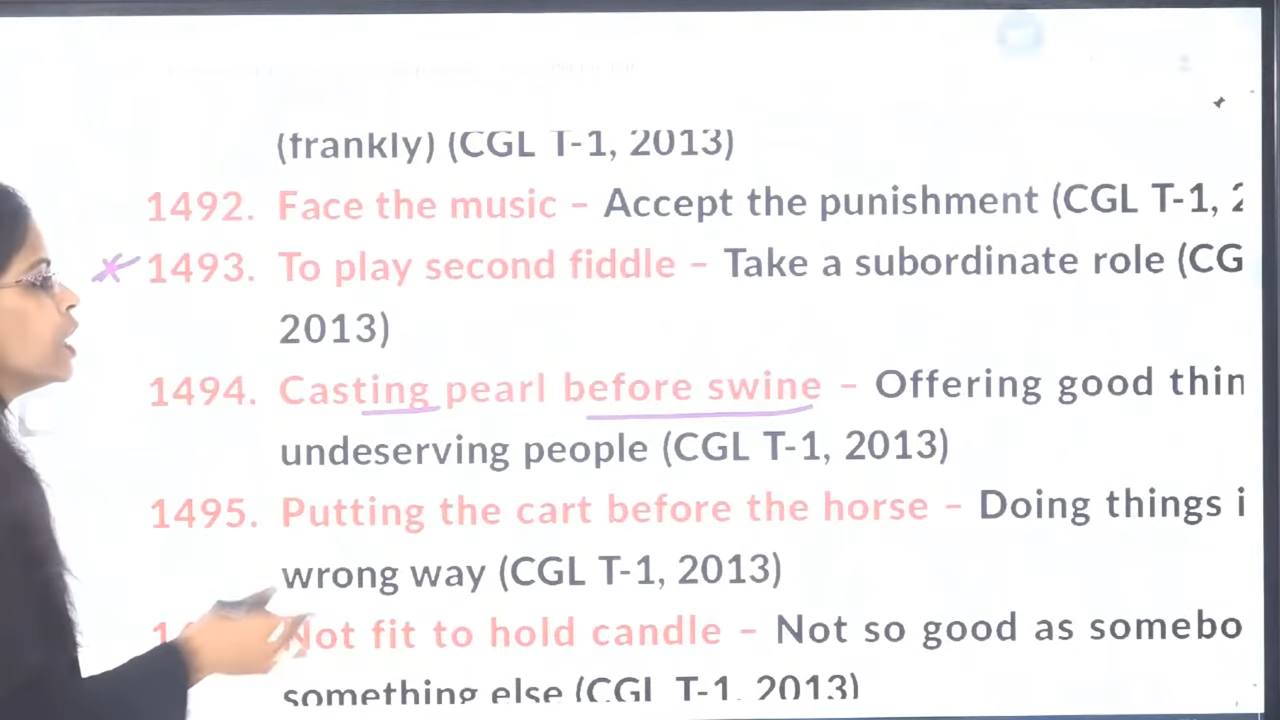 (frankly) (CGL T-1, 2013)
1492. Face the music – Accept the punishment (CGL T-1,
1493. To play second fiddle – Take a subordinate role (CG
2013)
1494. Casting pearl before swine – Offering good thin
undeserving people (CGL T-1, 2013)
1495. Putting the cart before the horse – Doing things i
wrong way (CGL T-1, 2013)
Not fit to hold candle – Not so good as somebo
something else (CGL T-1, 2013)